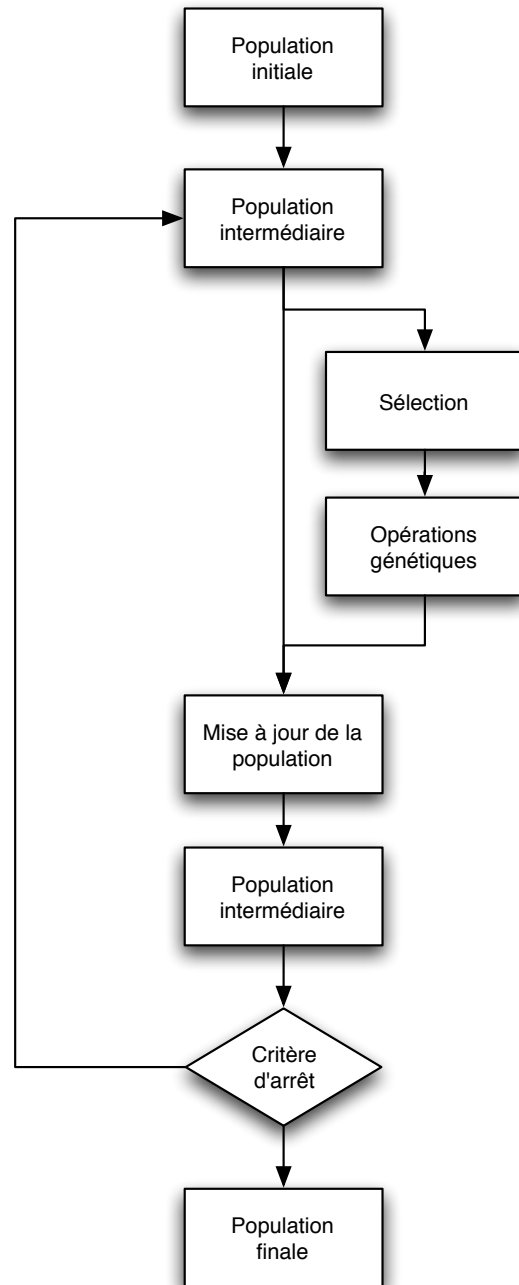 Population
initiale
Population
intermédiaire
Sélection
Opérations
génétiques
Mise à jour de la
population
Population
intermédiaire
Critère
d'arrêt
Population
finale